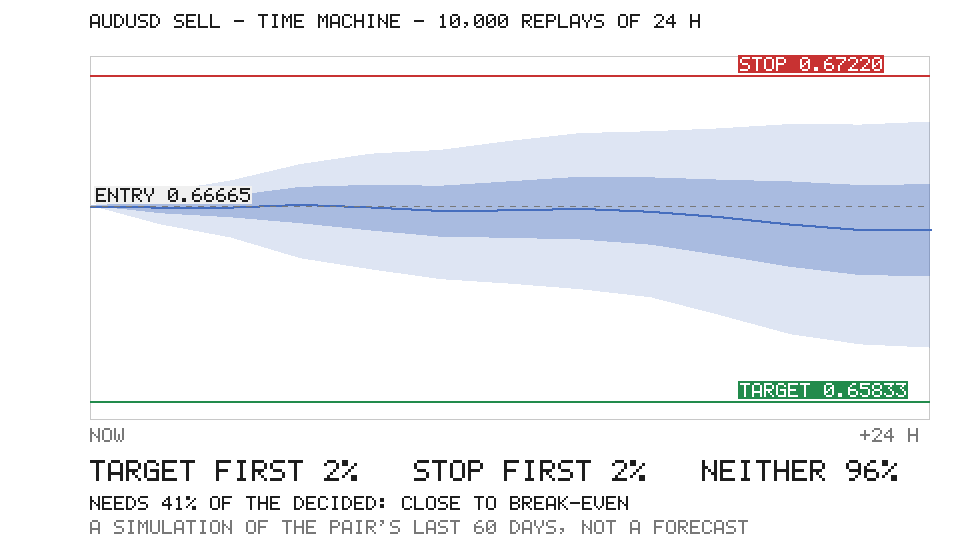 AUDUSD SELL – TIME MACHINE – 10,000 REPLAYS OF 24 H
STOP 0.67220
ENTRY 0.66665
TARGET 0.65833
NOW +24 H
TARGET FIRST 2% STOP FIRST 2% NEITHER 96%
NEEDS 41% OF THE DECIDED: CLOSE TO BREAK-EVEN
A SIMULATION OF THE PAIR'S LAST 60 DAYS, NOT A FORECAST